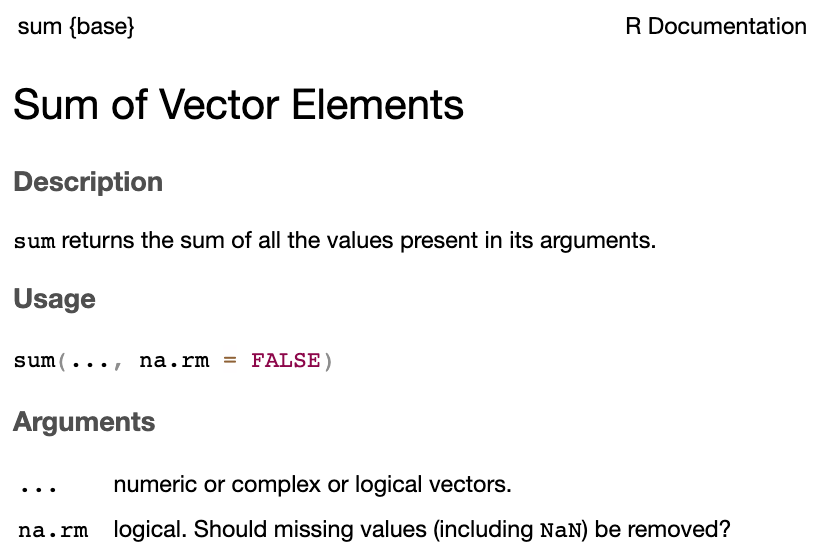 sum {base} R Documentation
Sum of Vector Elements
Description
sum returns the sum of all the values present in its arguments.
Usage
sum(..., na.rm = FALSE)
Arguments
... numeric or complex or logical vectors.
na.rm logical. Should missing values (including NaN) be removed?